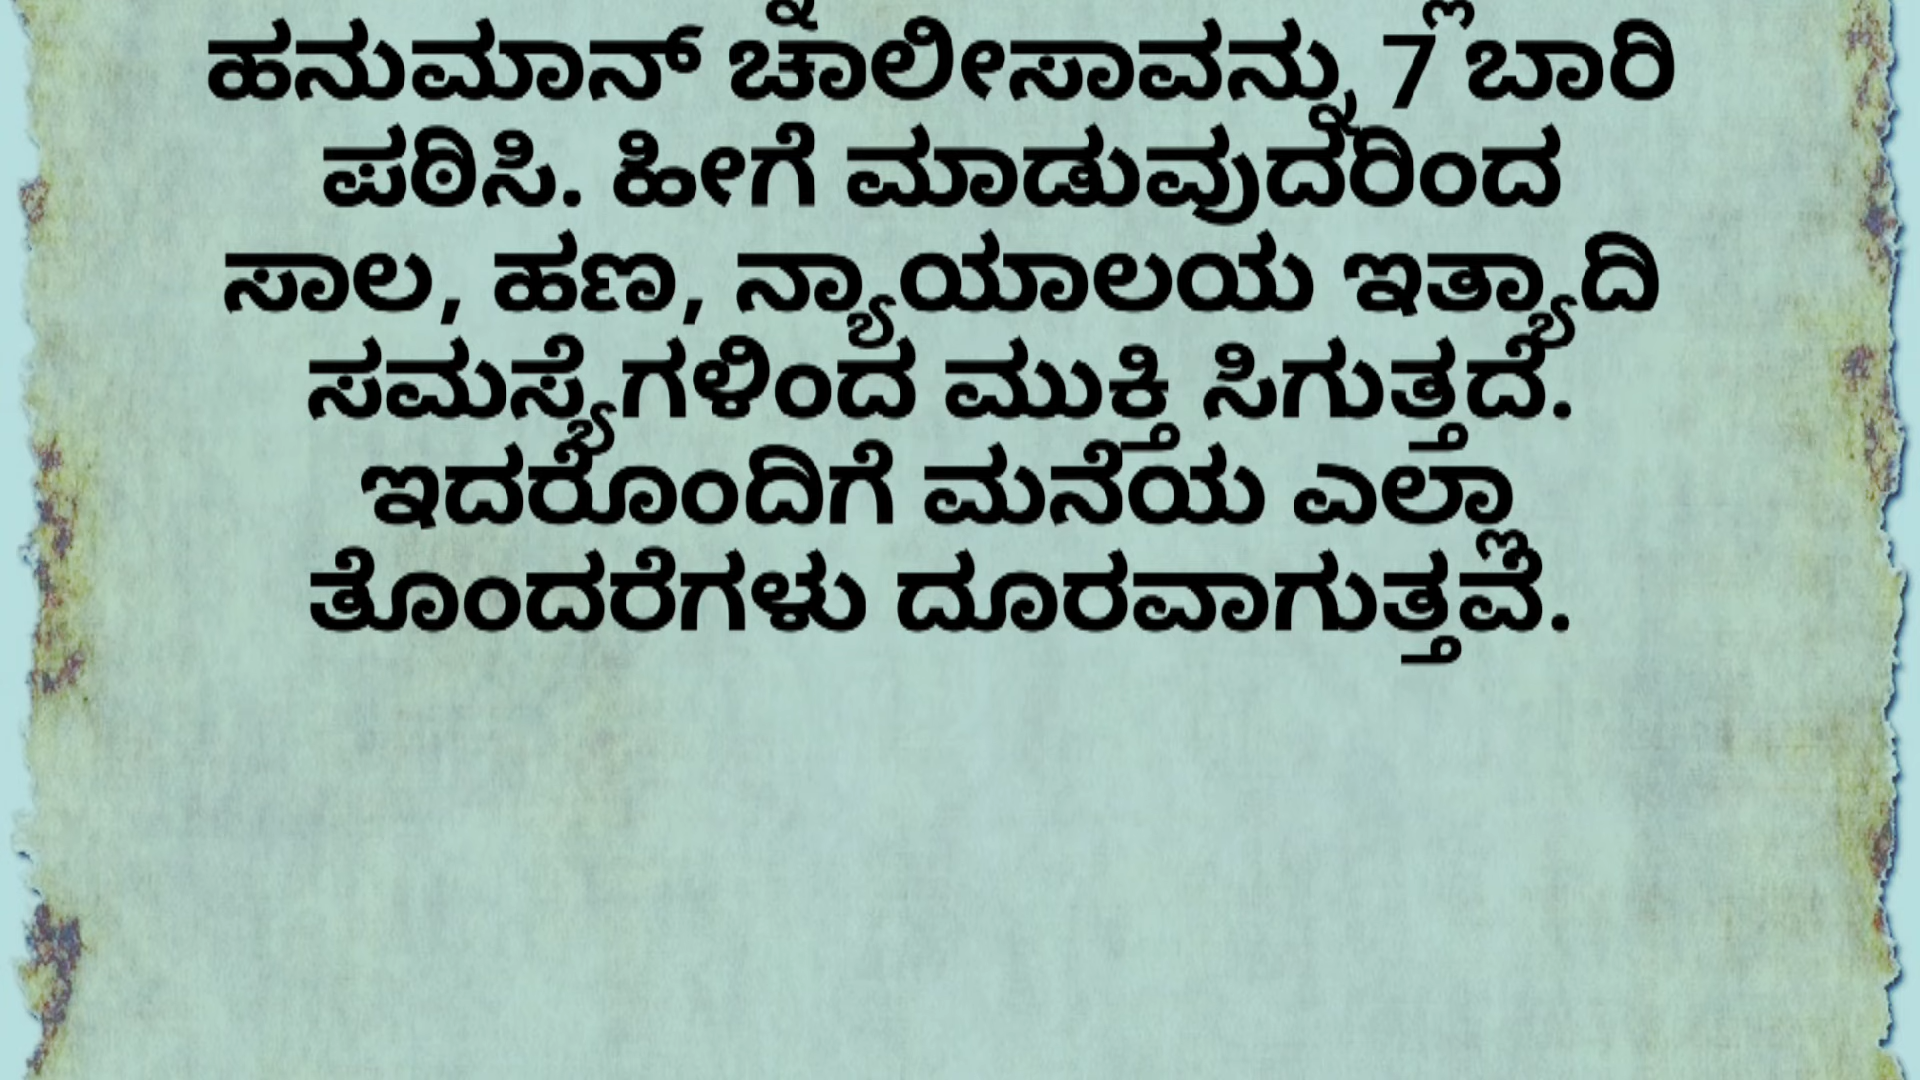 ಹನುಮಾನ್ ಚಾಲೀಸಾವನ್ನು 7 ಬಾರಿ
ಪಠಿಸಿ. ಹೀಗೆ ಮಾಡುವುದರಿಂದ
ಸಾಲ, ಹಣ, ನ್ಯಾಯಾಲಯ ಇತ್ಯಾದಿ
ಸಮಸ್ಯೆಗಳಿಂದ ಮುಕ್ತಿ ಸಿಗುತ್ತದೆ.
ಇದರೊಂದಿಗೆ ಮನೆಯ ಎಲ್ಲಾ
ತೊಂದರೆಗಳು ದೂರವಾಗುತ್ತವೆ.